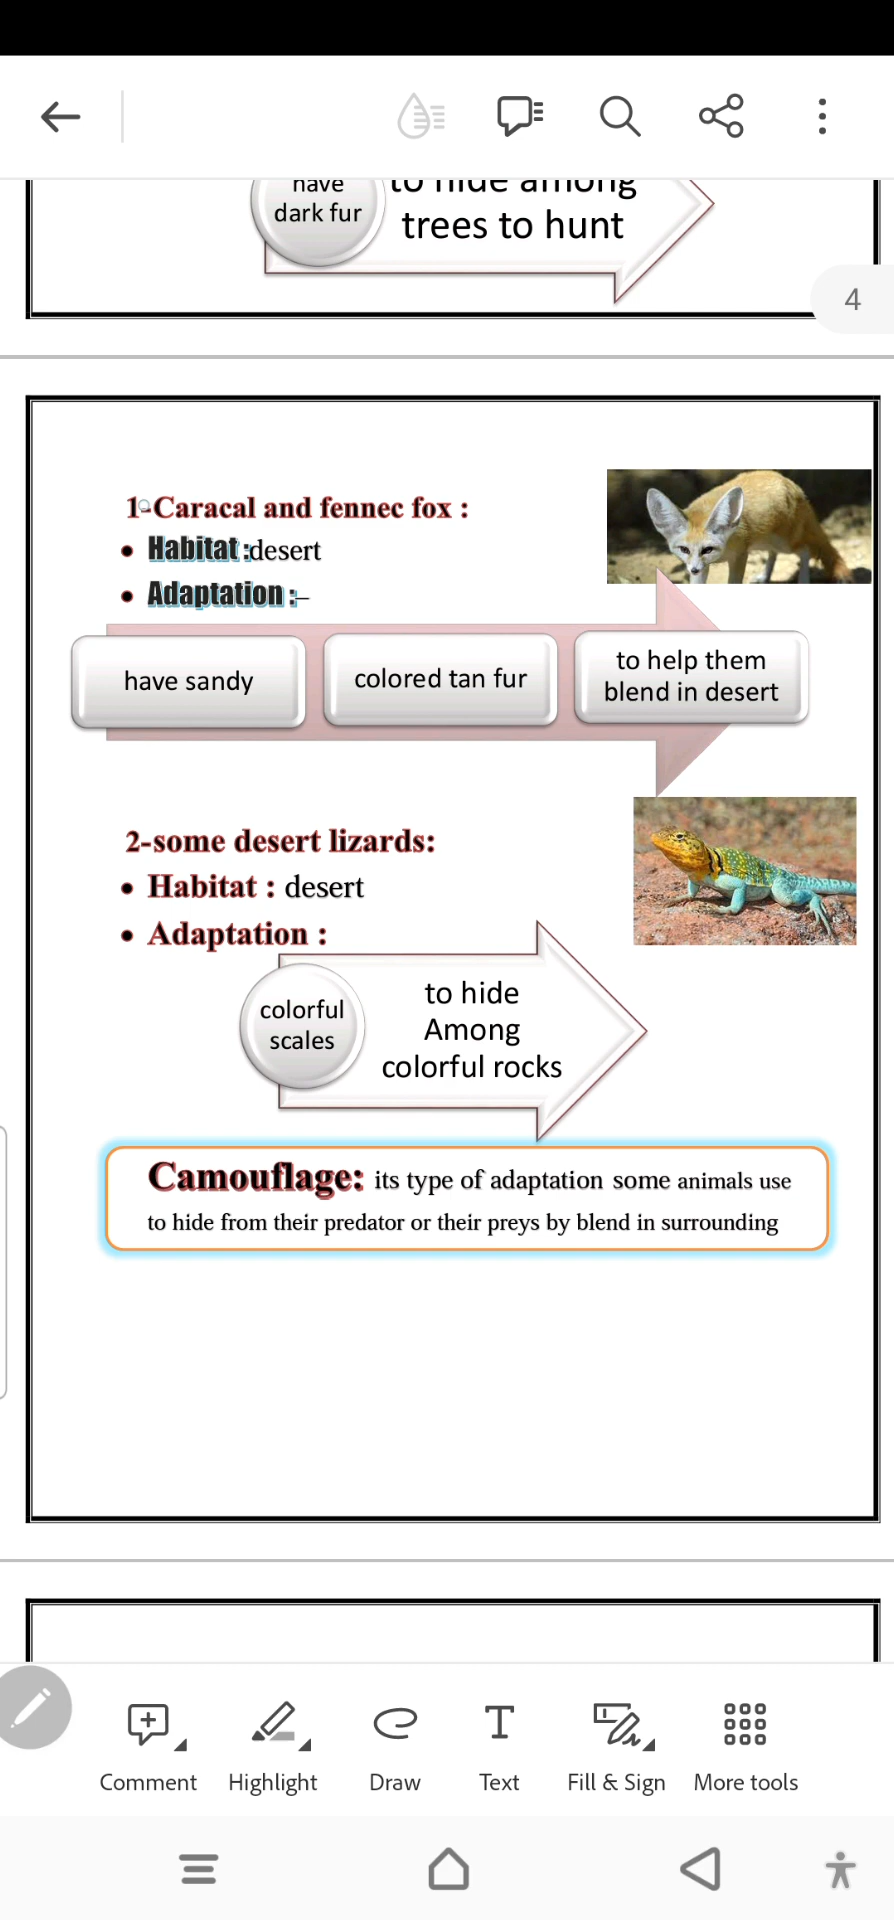 have
dark fur
to hide among
trees to hunt
4
1-Caracal and fennec fox :
Habitat :desert
Adaptation :–
have sandy
colored tan fur
to help them
blend in desert
2-some desert lizards:
Habitat : desert
Adaptation :
colorful
scales
to hide
Among
colorful rocks
Camouflage: its type of adaptation some animals use
to hide from their predator or their preys by blend in surrounding
Comment
Highlight
Draw
Text
Fill & Sign
More tools